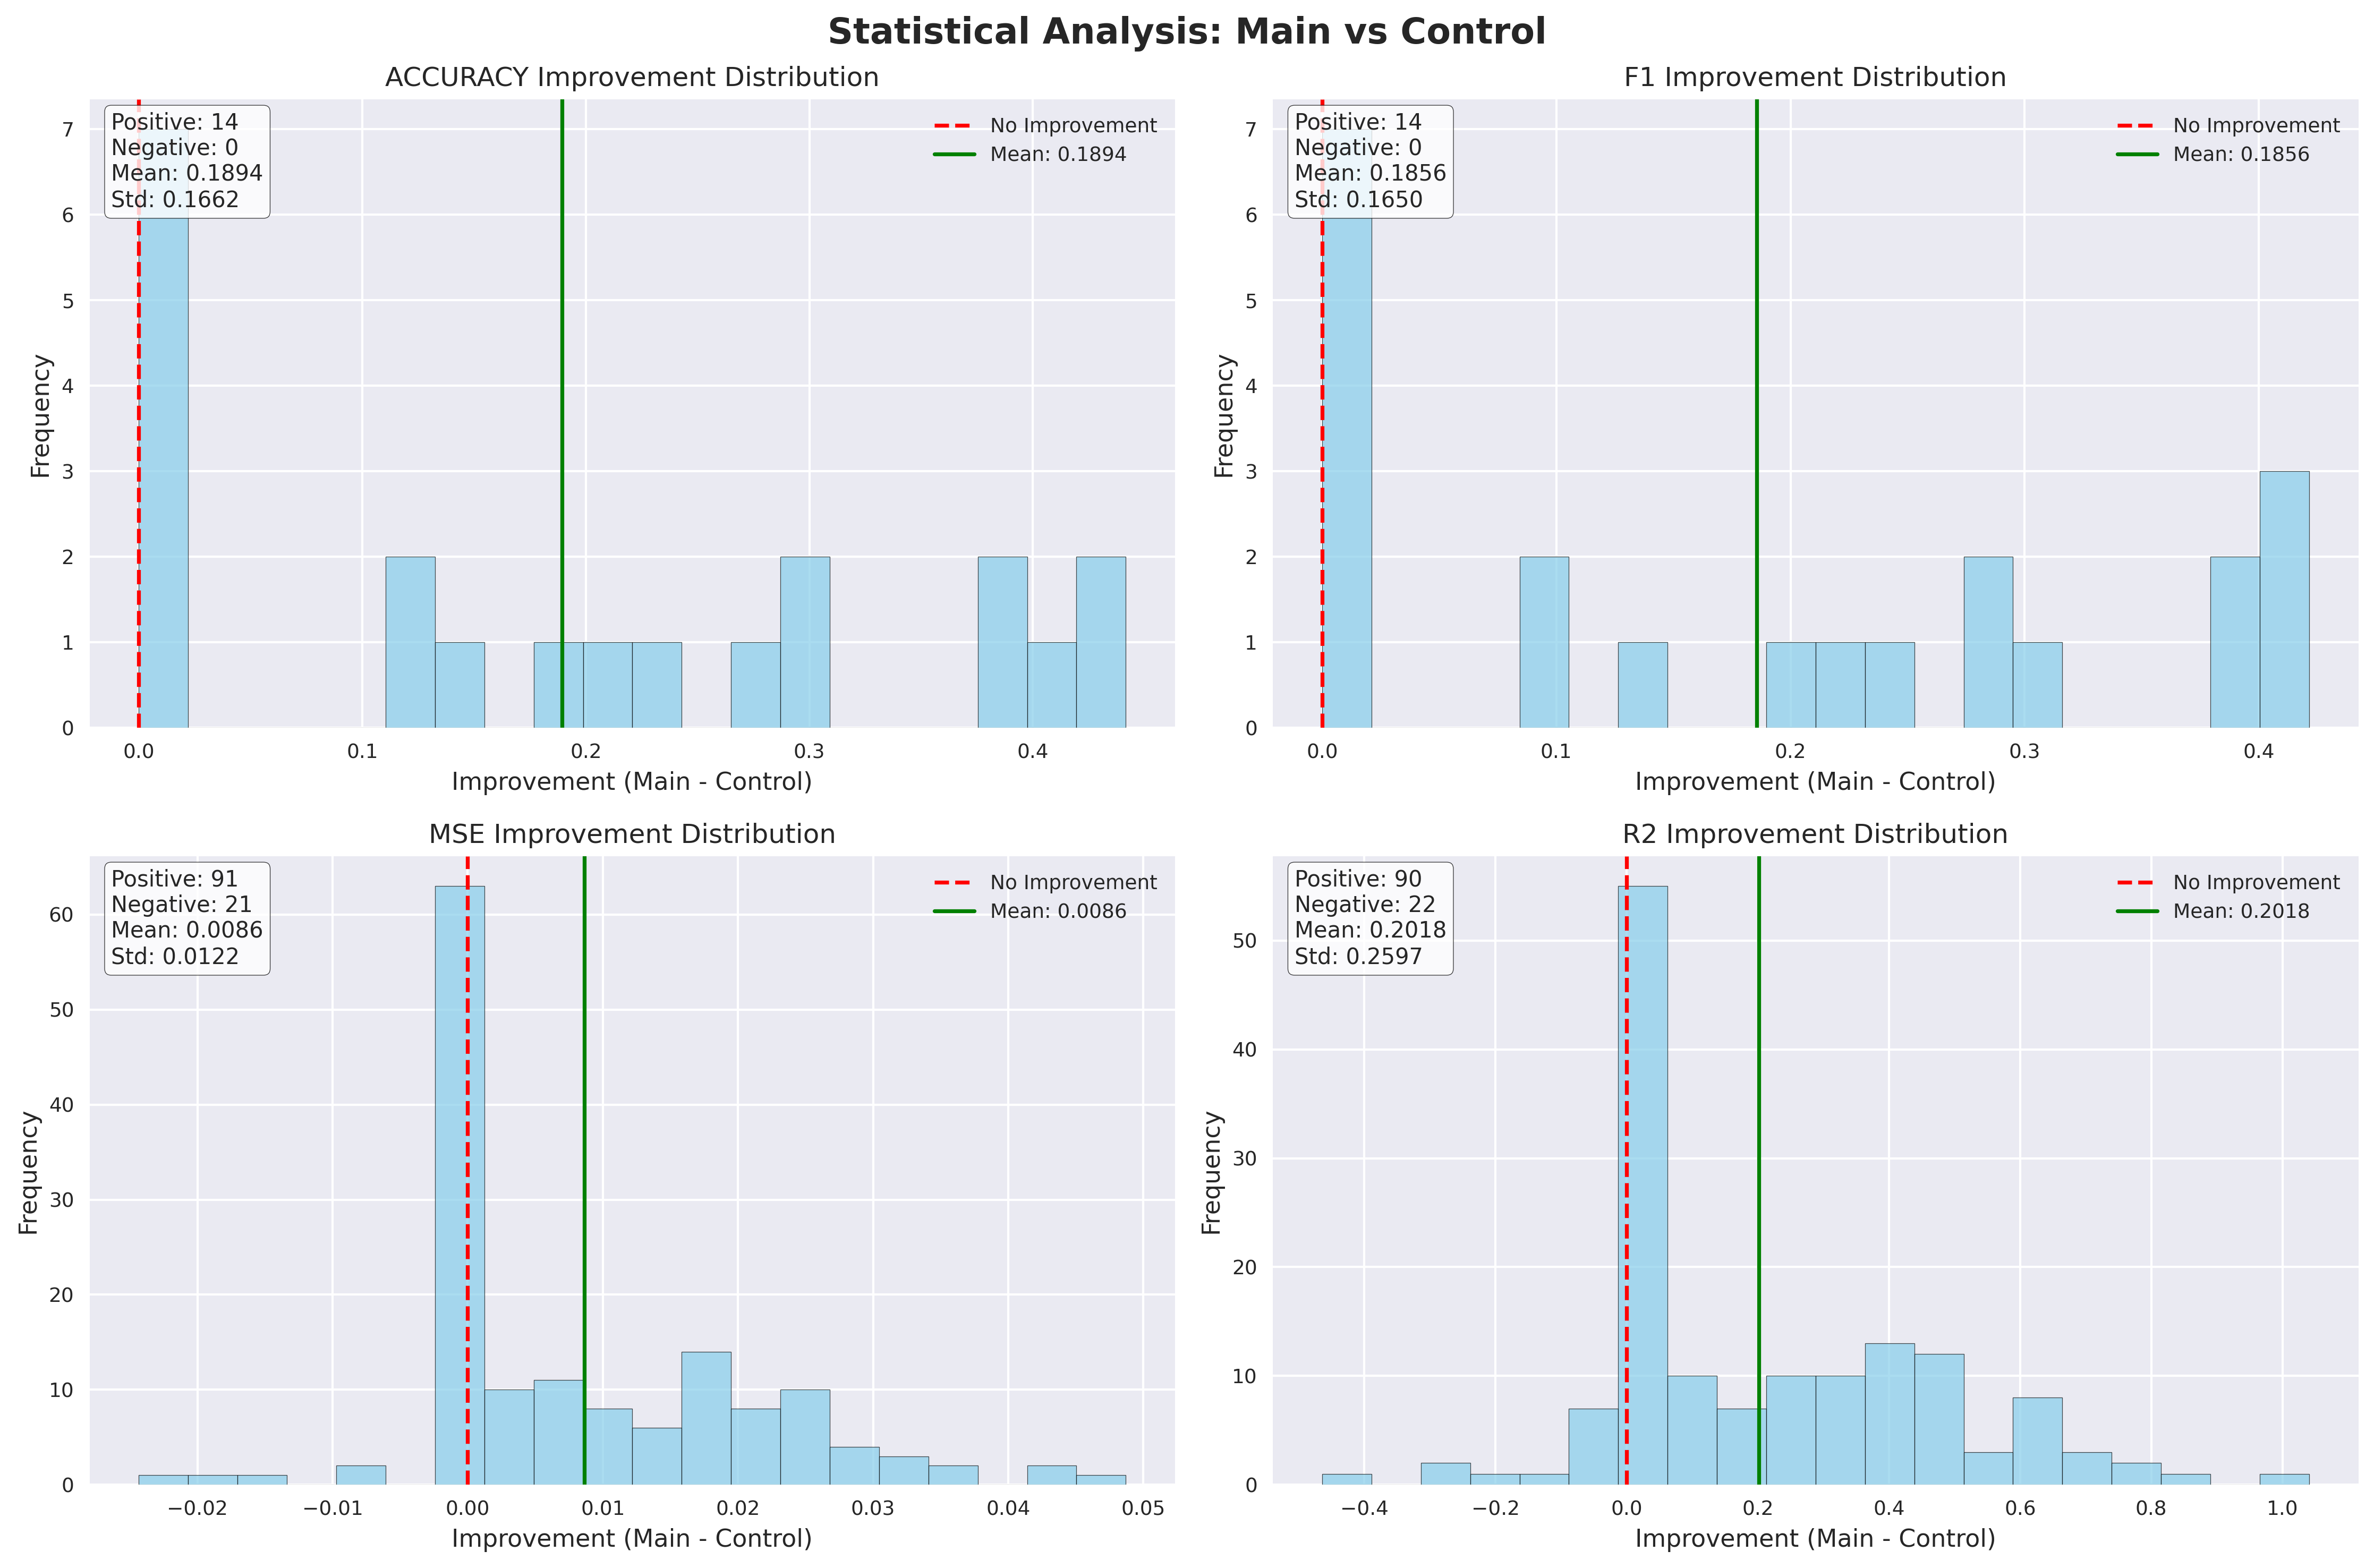 Statistical Analysis: Main vs Control
ACCURACY Improvement Distribution
Positive: 14
Negative: 0
Mean: 0.1894
Std: 0.1662
No Improvement
Mean: 0.1894
Frequency
7
6
5
4
3
2
1
0
0.0
0.1
0.2
0.3
0.4
Improvement (Main - Control)
F1 Improvement Distribution
Positive: 14
Negative: 0
Mean: 0.1856
Std: 0.1650
No Improvement
Mean: 0.1856
Frequency
7
6
5
4
3
2
1
0
0.0
0.1
0.2
0.3
0.4
Improvement (Main - Control)
MSE Improvement Distribution
Positive: 91
Negative: 21
Mean: 0.0086
Std: 0.0122
No Improvement
Mean: 0.0086
Frequency
60
50
40
30
20
10
0
−0.02
−0.01
0.00
0.01
0.02
0.03
0.04
0.05
Improvement (Main - Control)
R2 Improvement Distribution
Positive: 90
Negative: 22
Mean: 0.2018
Std: 0.2597
No Improvement
Mean: 0.2018
Frequency
50
40
30
20
10
0
−0.4
−0.2
0.0
0.2
0.4
0.6
0.8
1.0
Improvement (Main - Control)